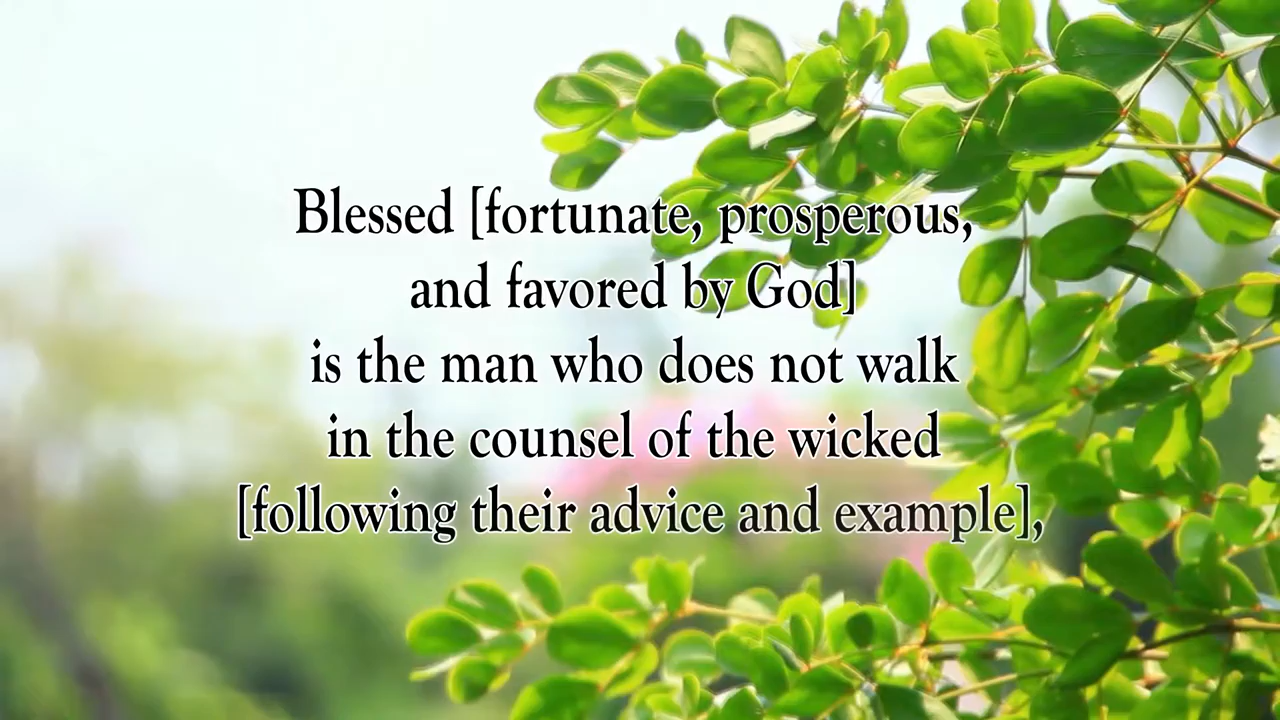 Blessed [fortunate, prosperous,
and favored by God]
is the man who does not walk
in the counsel of the wicked
[following their advice and example],